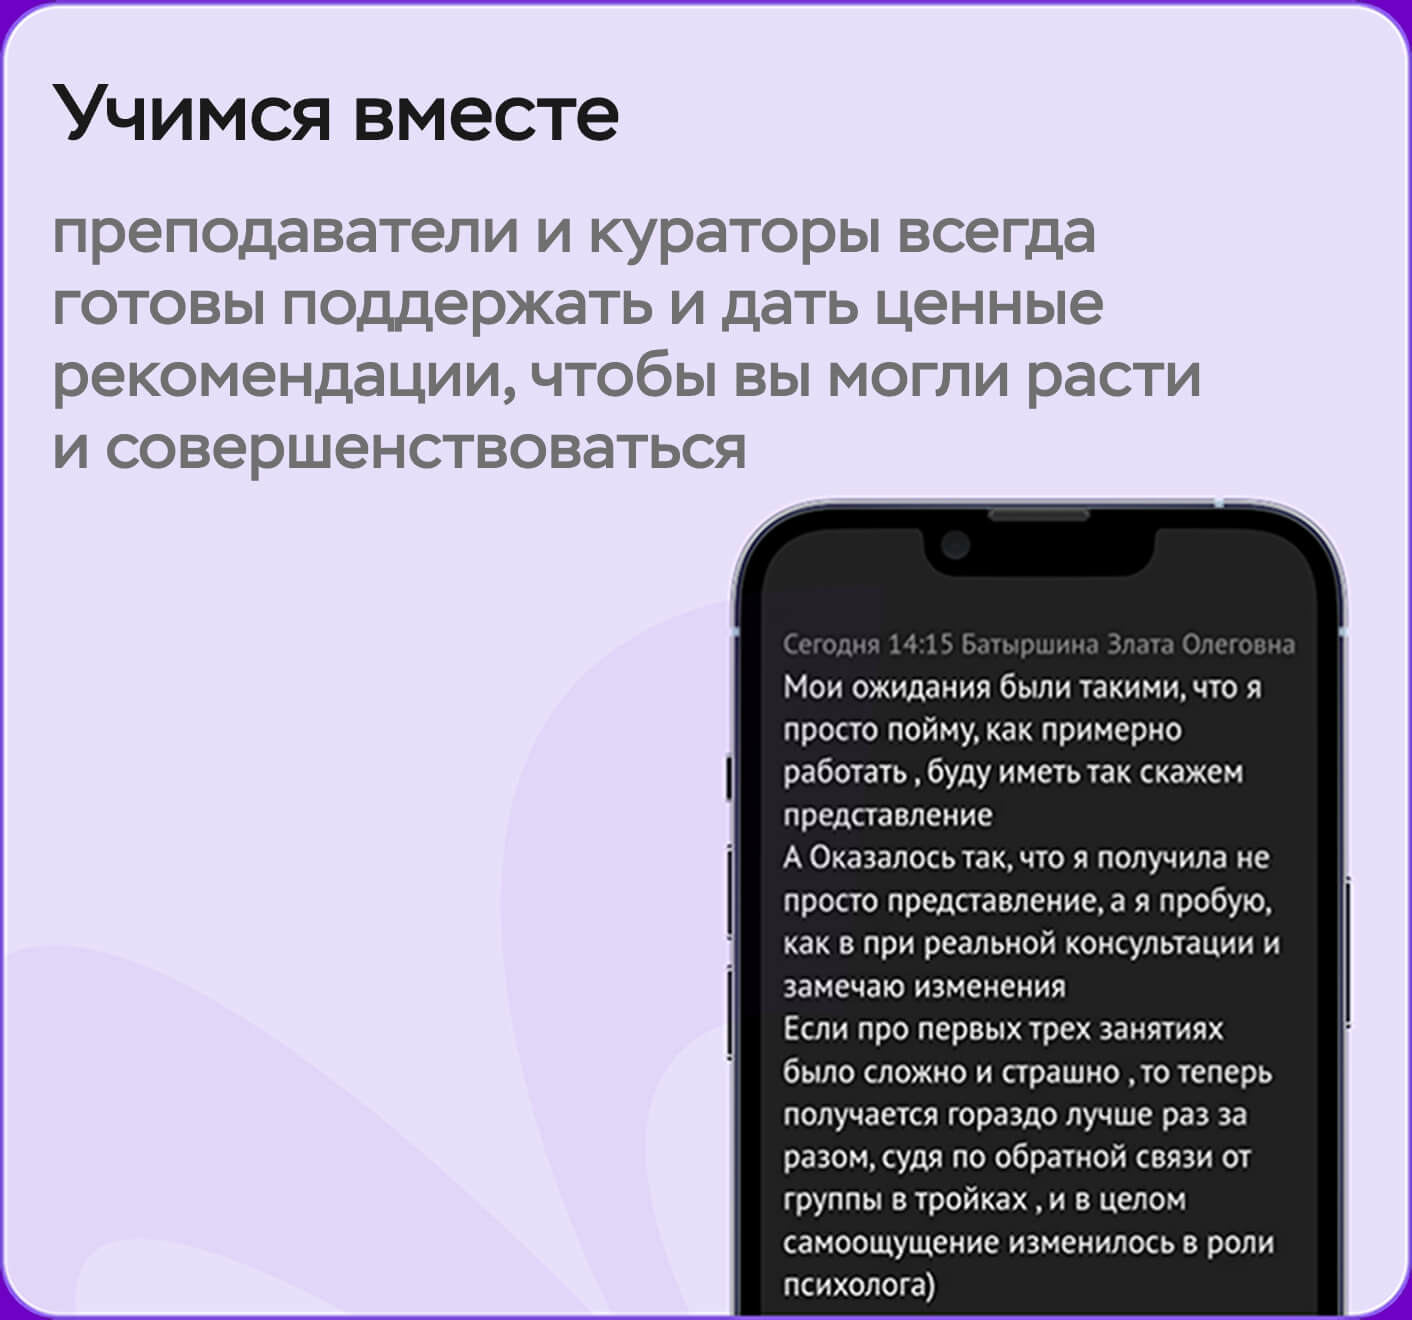 Учимся вместе
преподаватели и кураторы всегда
готовы поддержать и дать ценные
рекомендации, чтобы вы могли расти
и совершенствоваться
Сегодня 14:15 Батыршина Злата Олеговна
Мои ожидания были такими, что я
просто пойму, как примерно
работать , буду иметь так скажем
представление
А Оказалось так, что я получила не
просто представление, а я пробую,
как в при реальной консультации и
замечаю изменения
Если про первых трех занятиях
было сложно и страшно , то теперь
получается гораздо лучше раз за
разом, судя по обратной связи от
группы в тройках , и в целом
самоощущение изменилось в роли
психолога)